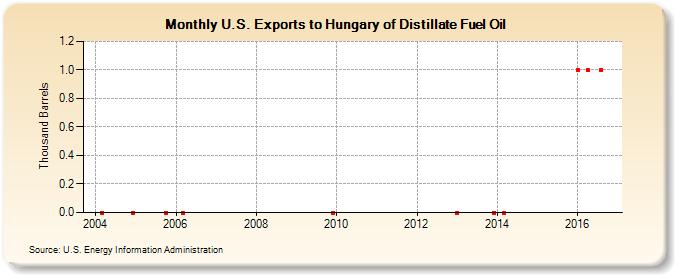 Monthly U.S. Exports to Hungary of Distillate Fuel Oil
Thousand Barrels
1.2
1.0
0.8
0.6
0.4
0.2
0.0
2004 2006 2008 2010 2012 2014 2016
Source: U.S. Energy Information Administration